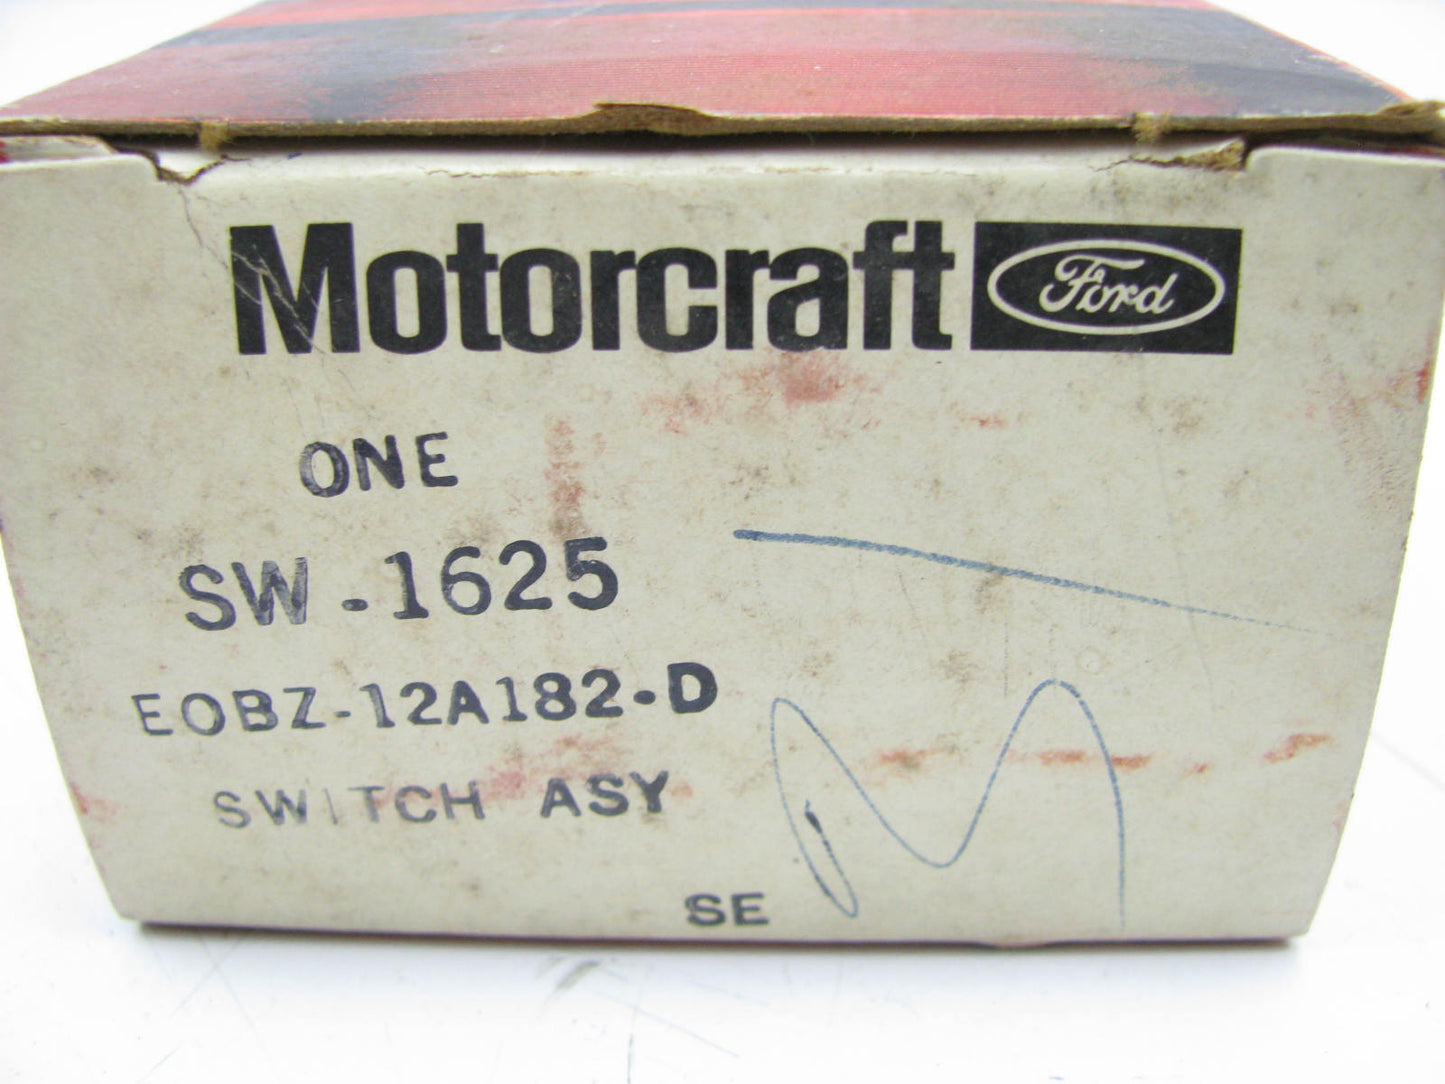 Motorcraft Ford
ONE
SW-1625
EOBZ-12A182-D
SWITCH ASY
SE